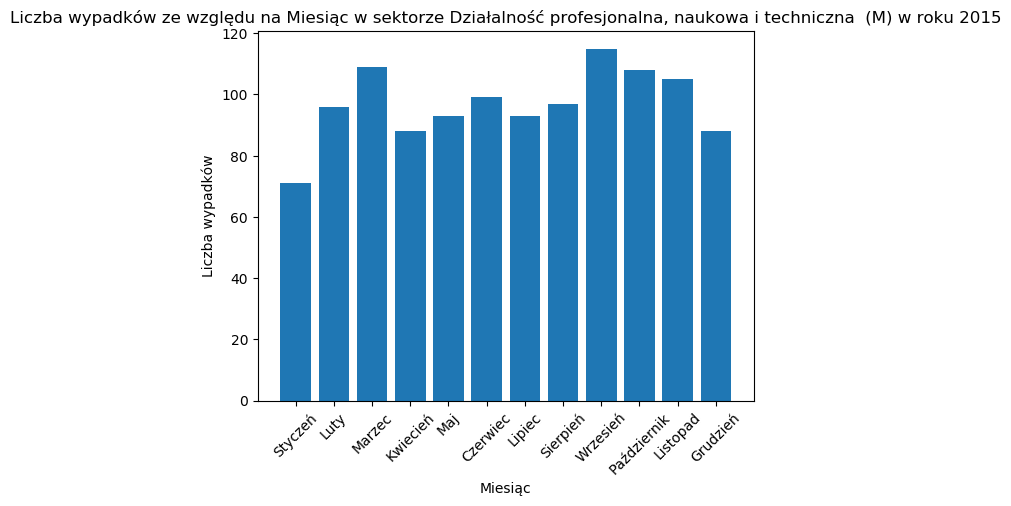 Liczba wypadków ze względu na Miesiąc w sektorze Działalność profesjonalna, naukowa i techniczna  (M) w roku 2015
120
100
80
60
40
20
0
Liczba wypadków
Styczeń
Luty
Marzec
Kwiecień
Maj
Czerwiec
Lipiec
Sierpień
Wrzesień
Październik
Listopad
Grudzień
Miesiąc